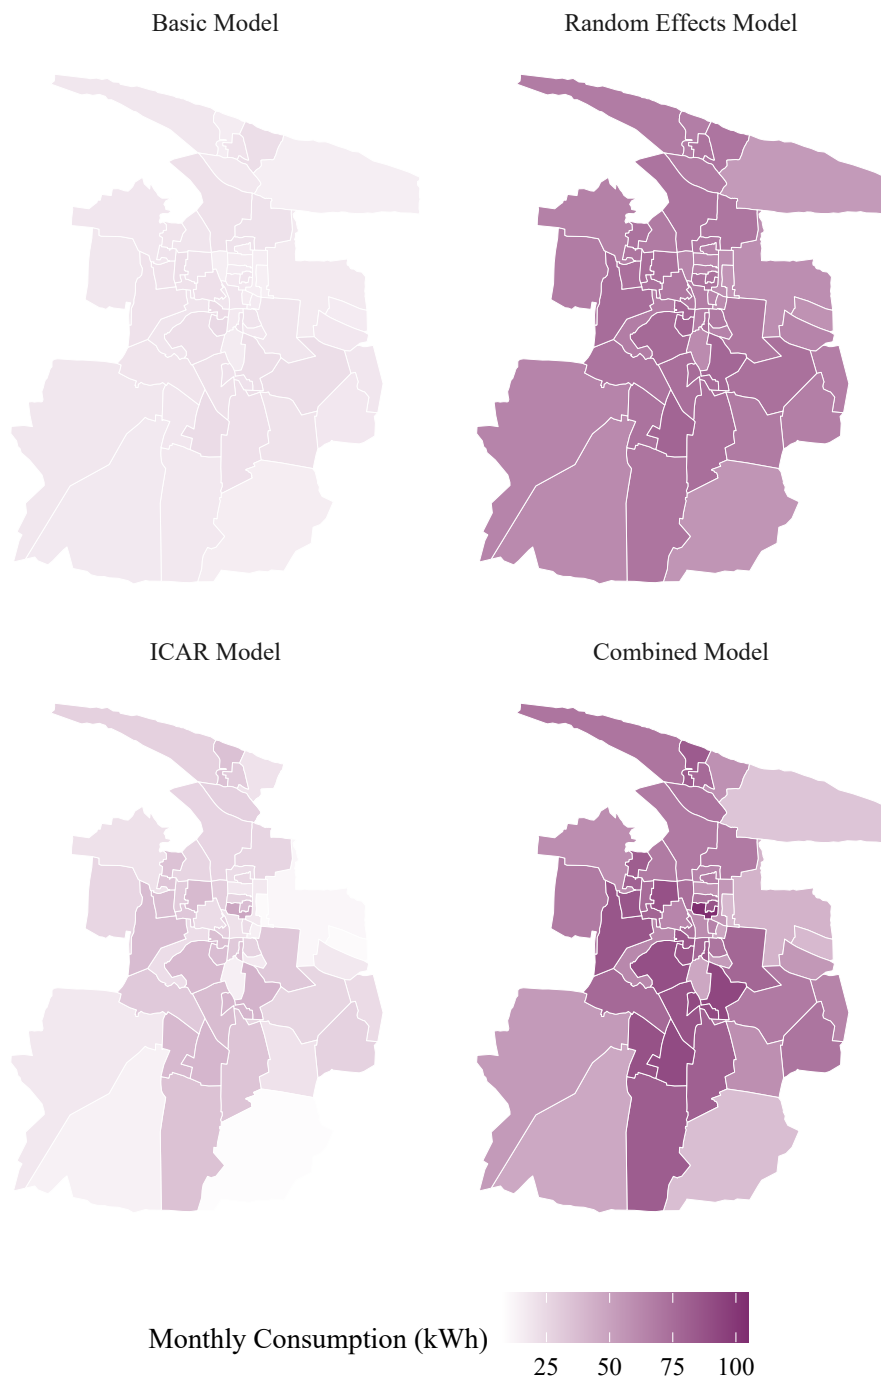 Basic Model
Random Effects Model
ICAR Model
Combined Model
Monthly Consumption (kWh)
25 50 75 100